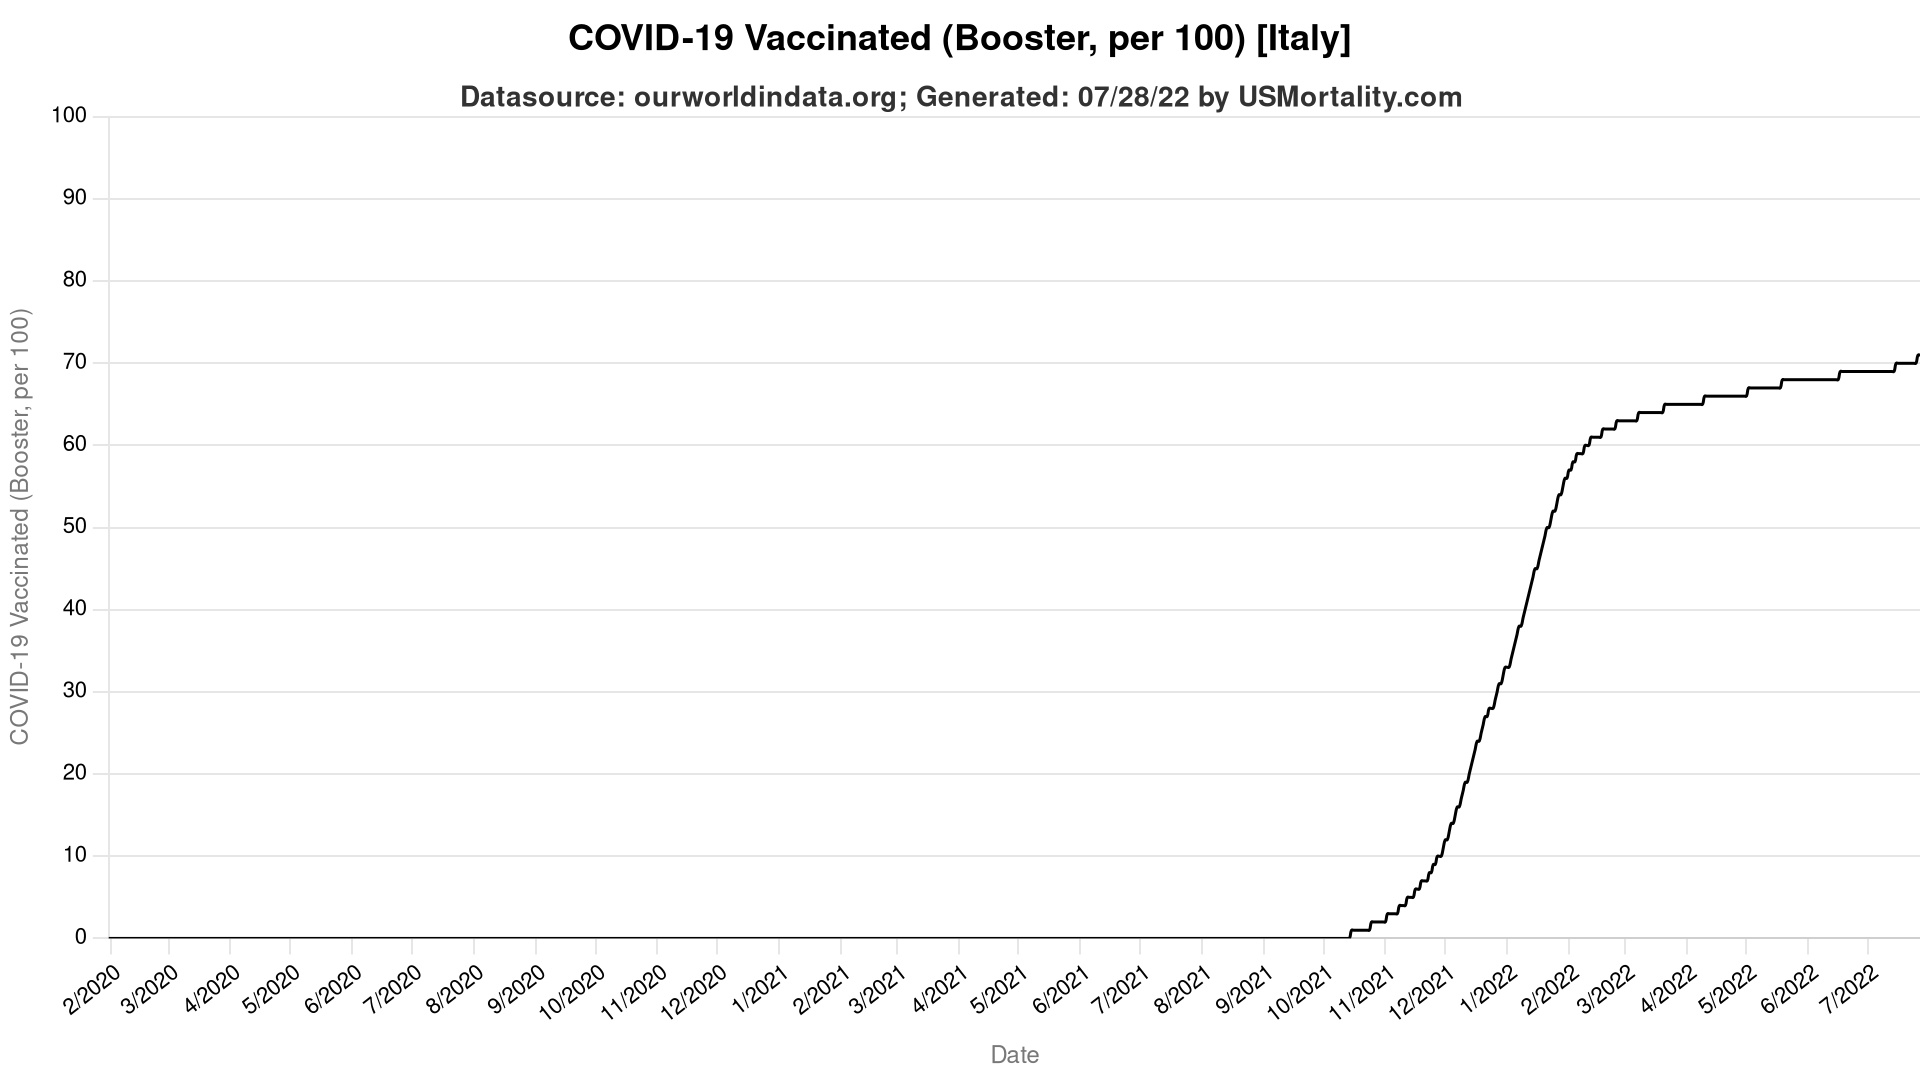 COVID-19 Vaccinated (Booster, per 100) [Italy]
Datasource: ourworldindata.org; Generated: 07/28/22 by USMortality.com
COVID-19 Vaccinated (Booster, per 100)
100
90
80
70
60
50
40
30
20
10
0
2/2020 3/2020 4/2020 5/2020 6/2020 7/2020 8/2020 9/2020 10/2020 11/2020 12/2020 1/2021 2/2021 3/2021 4/2021 5/2021 6/2021 7/2021 8/2021 9/2021 10/2021 11/2021 12/2021 1/2022 2/2022 3/2022 4/2022 5/2022 6/2022 7/2022
Date